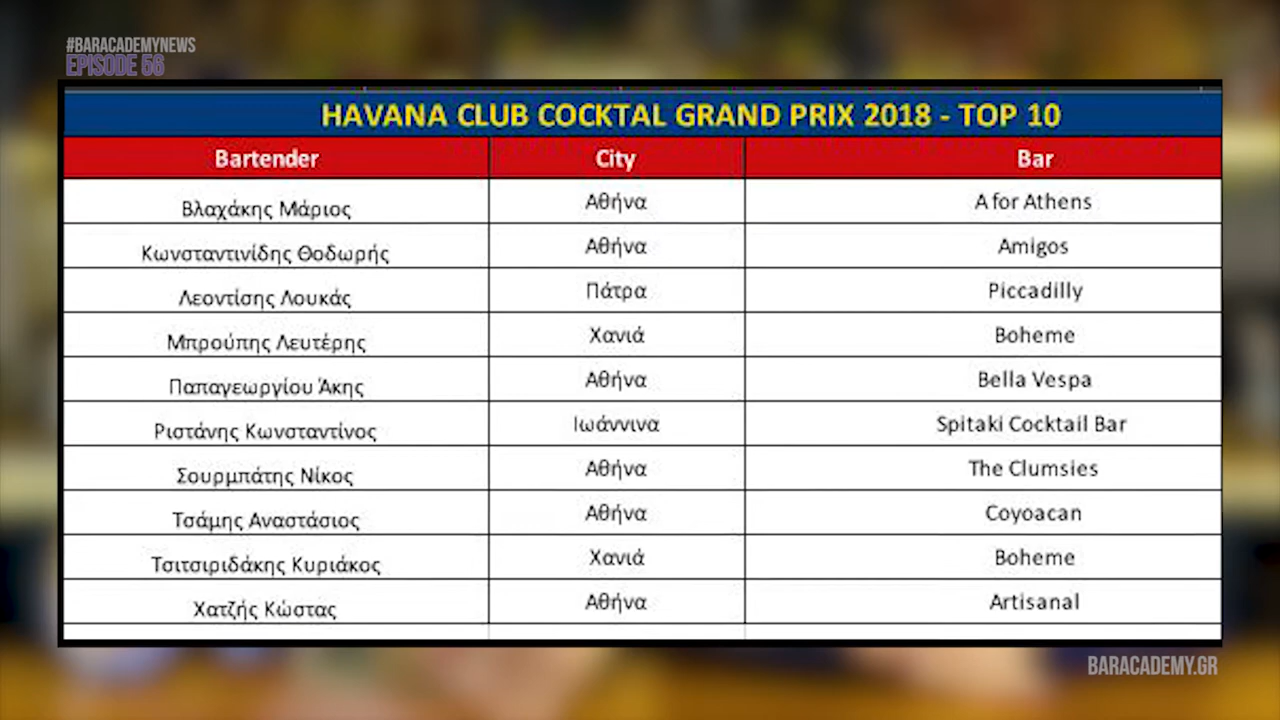 #BARACADEMYNEWS
EPISODE 56
HAVANA CLUB COCKTAL GRAND PRIX 2018 - TOP 10
Bartender City Bar
Βλαχάκης Μάριος Αθήνα A for Athens
Κωνσταντινίδης Θοδωρής Αθήνα Amigos
Λεοντίσης Λουκάς Πάτρα Piccadilly
Μπρούπης Λευτέρης Χανιά Boheme
Παπαγεωργίου Άκης Αθήνα Bella Vespa
Ριστάνης Κωνσταντίνος Ιωάννινα Spitaki Cocktail Bar
Σουρμπάτης Νίκος Αθήνα The Clumsies
Τσάμης Αναστάσιος Αθήνα Coyoacan
Τσιτσιριδάκης Κυριάκος Χανιά Boheme
Χατζής Κώστας Αθήνα Artisanal
BARACADEMY.GR